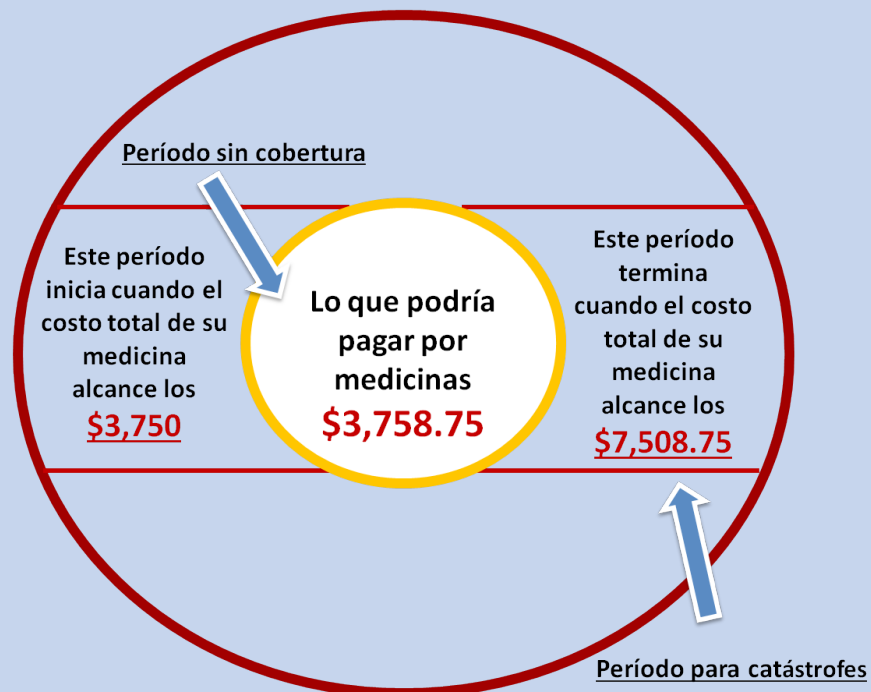 Período sin cobertura
Este período
inicia cuando el
costo total de su
medicina
alcance los
$3,750
Lo que podría
pagar por
medicinas
$3,758.75
Este período
termina
cuando el costo
total de su
medicina
alcance los
$7,508.75
Período para catástrofes